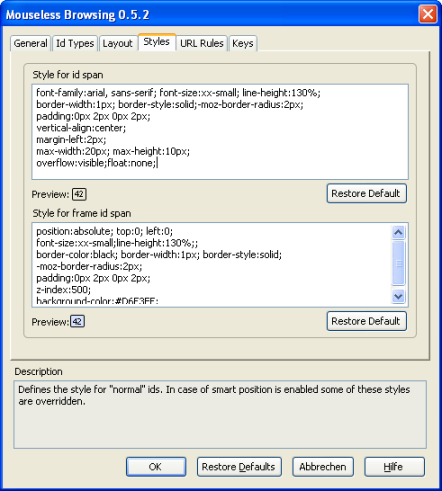 Mouseless Browsing 0.5.2
General Id Types Layout Styles URL Rules Keys
Style for id span
font-family:arial, sans-serif; font-size:xx-small; line-height:130%;
border-width:1px; border-style:solid;-moz-border-radius:2px;
padding:0px 2px 0px 2px;
vertical-align:center;
margin-left:2px;
max-width:20px; max-height:10px;
overflow:visible;float:none;
Preview: 42 Restore Default
Style for frame id span
position:absolute; top:0; left:0;
font-size:xx-small;line-height:130%;;
border-color:black; border-width:1px; border-style:solid;
-moz-border-radius:2px;
padding:0px 2px 0px 2px;
z-index:500;
background-color:#D6E3FF;
Preview: 42 Restore Default
Description
Defines the style for "normal" ids. In case of smart position is enabled some of these styles
are overridden.
OK Restore Defaults Abbrechen Hilfe